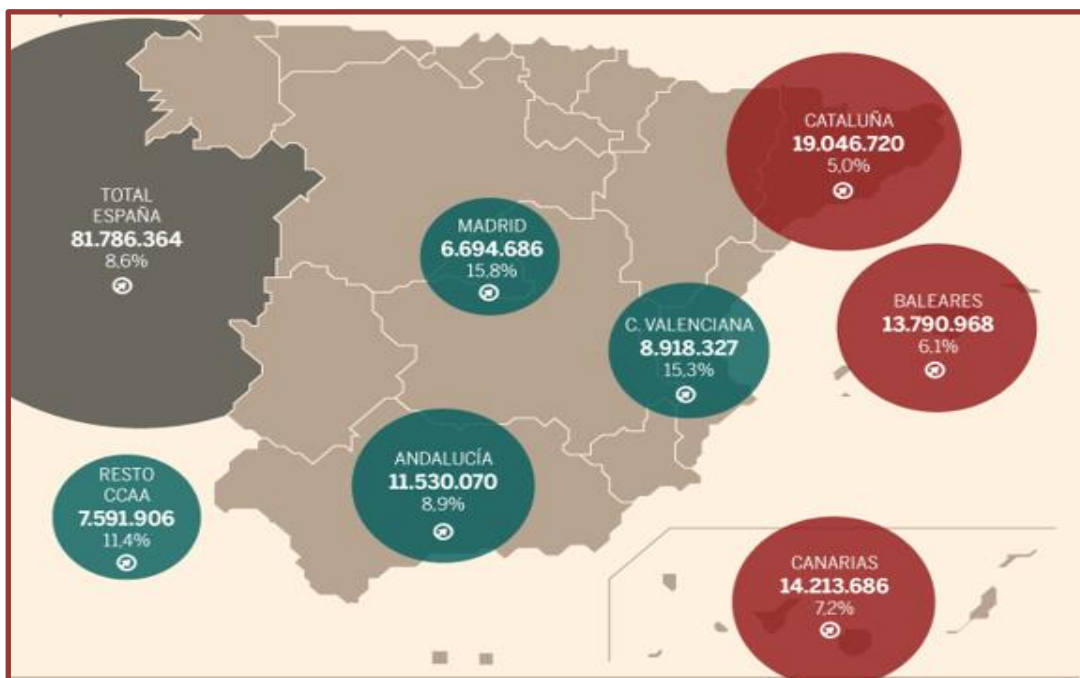 TOTAL
ESPAÑA
81.786.364
8,6%
MADRID
6.694.686
15,8%
CATALUÑA
19.046.720
5,0%
C. VALENCIANA
8.918.327
15,3%
BALEARES
13.790.968
6,1%
RESTO
CCAA
7.591.906
11,4%
ANDALUCÍA
11.530.070
8,9%
CANARIAS
14.213.686
7,2%